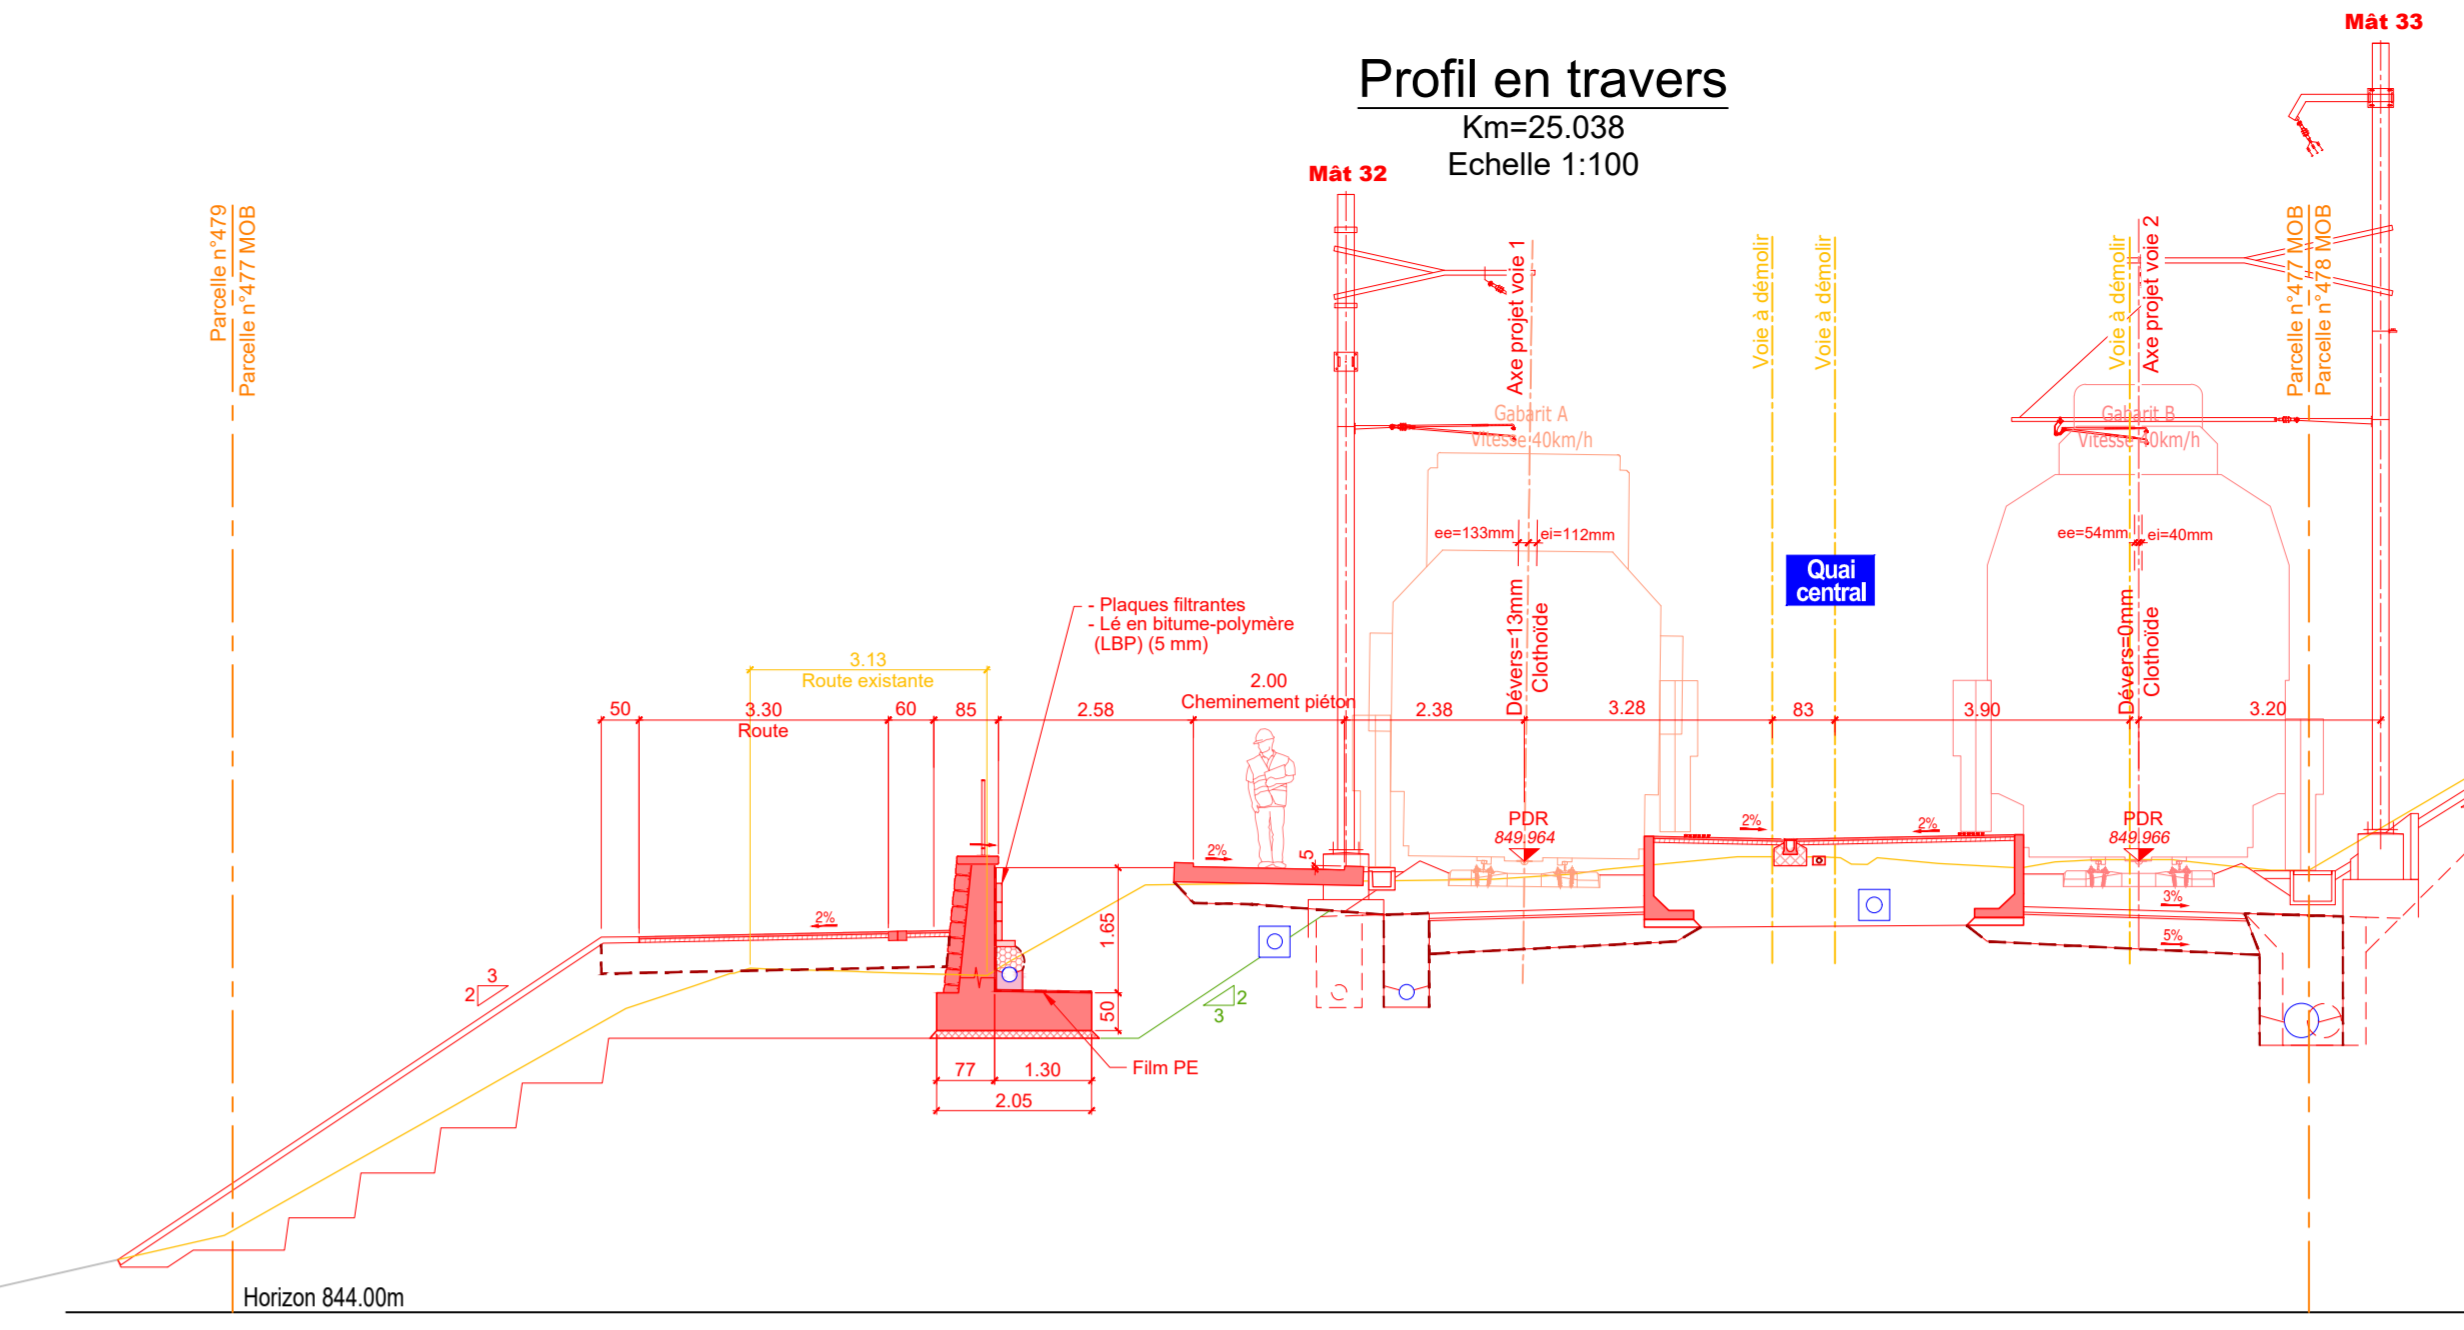 Mât 33
Profil en travers
Km=25.038
Echelle 1:100
Mât 32
Parcelle n°479
Parcelle n°477 MOB
Axe projet voie 1
Voie à démolir
Voie à démolir
Voie à démolir
Axe projet voie 2
Parcelle n°477 MOB
Parcelle n°478 MOB
Gabarit A
Vitesse 40km/h
Gabarit B
Vitesse 40km/h
ee=133mm
ei=112mm
ee=54mm
ei=40mm
Quai
central
Dévers=13mm
Clothoïde
Dévers=0mm
Clothoïde
- Plaques filtrantes
- Lé en bitume-polymère
(LBP) (5 mm)
3.13
Route existante
2.00
Cheminement piéton
50
3.30
Route
60
85
2.58
2.38
3.28
83
3.90
3.20
PDR
849.964
PDR
849.966
2%
2%
2%
5
2%
3%
5%
1.65
50
3
2
2
3
77
1.30
2.05
Film PE
Horizon 844.00m